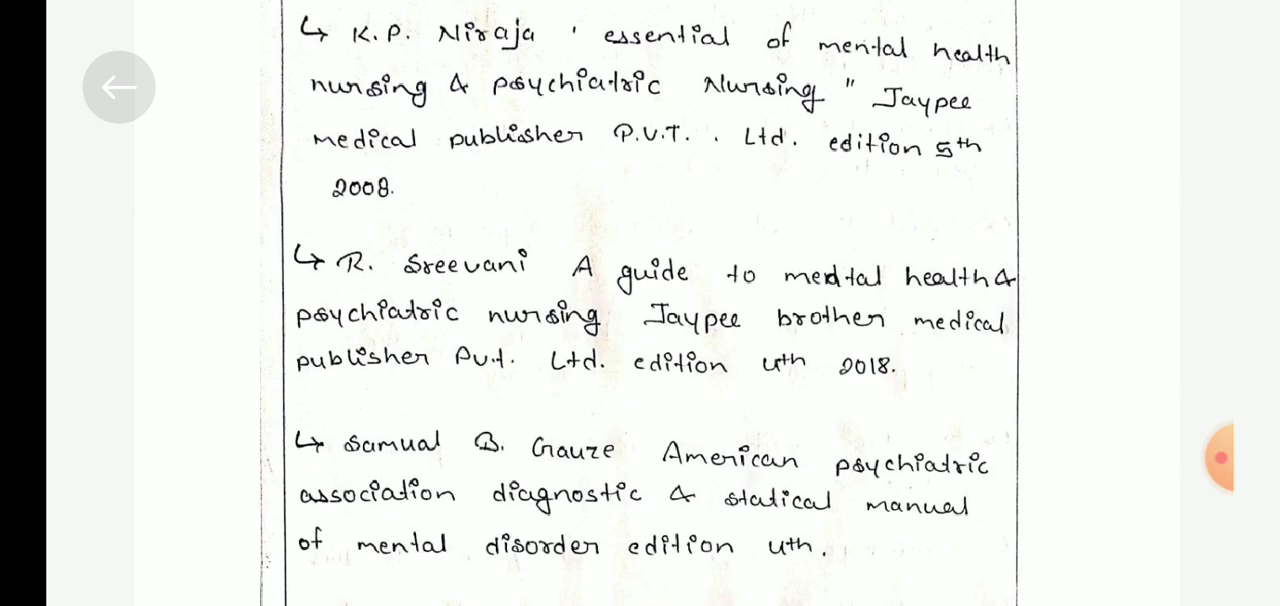 ↳ K.P. Niraja ' essential of mental health
nursing & psychiatric Nursing " Jaypee
medical publisher P.V.T. . Ltd. edition 5th
2008.
↳ R. Sreevani A guide to mental health &
psychiatric nursing Jaypee brother medical
publisher Pvt. Ltd. edition 4th 2018.
↳ Samual B. Gauze American psychiatric
association diagnostic & statical manual
of mental disorder edition 4th.